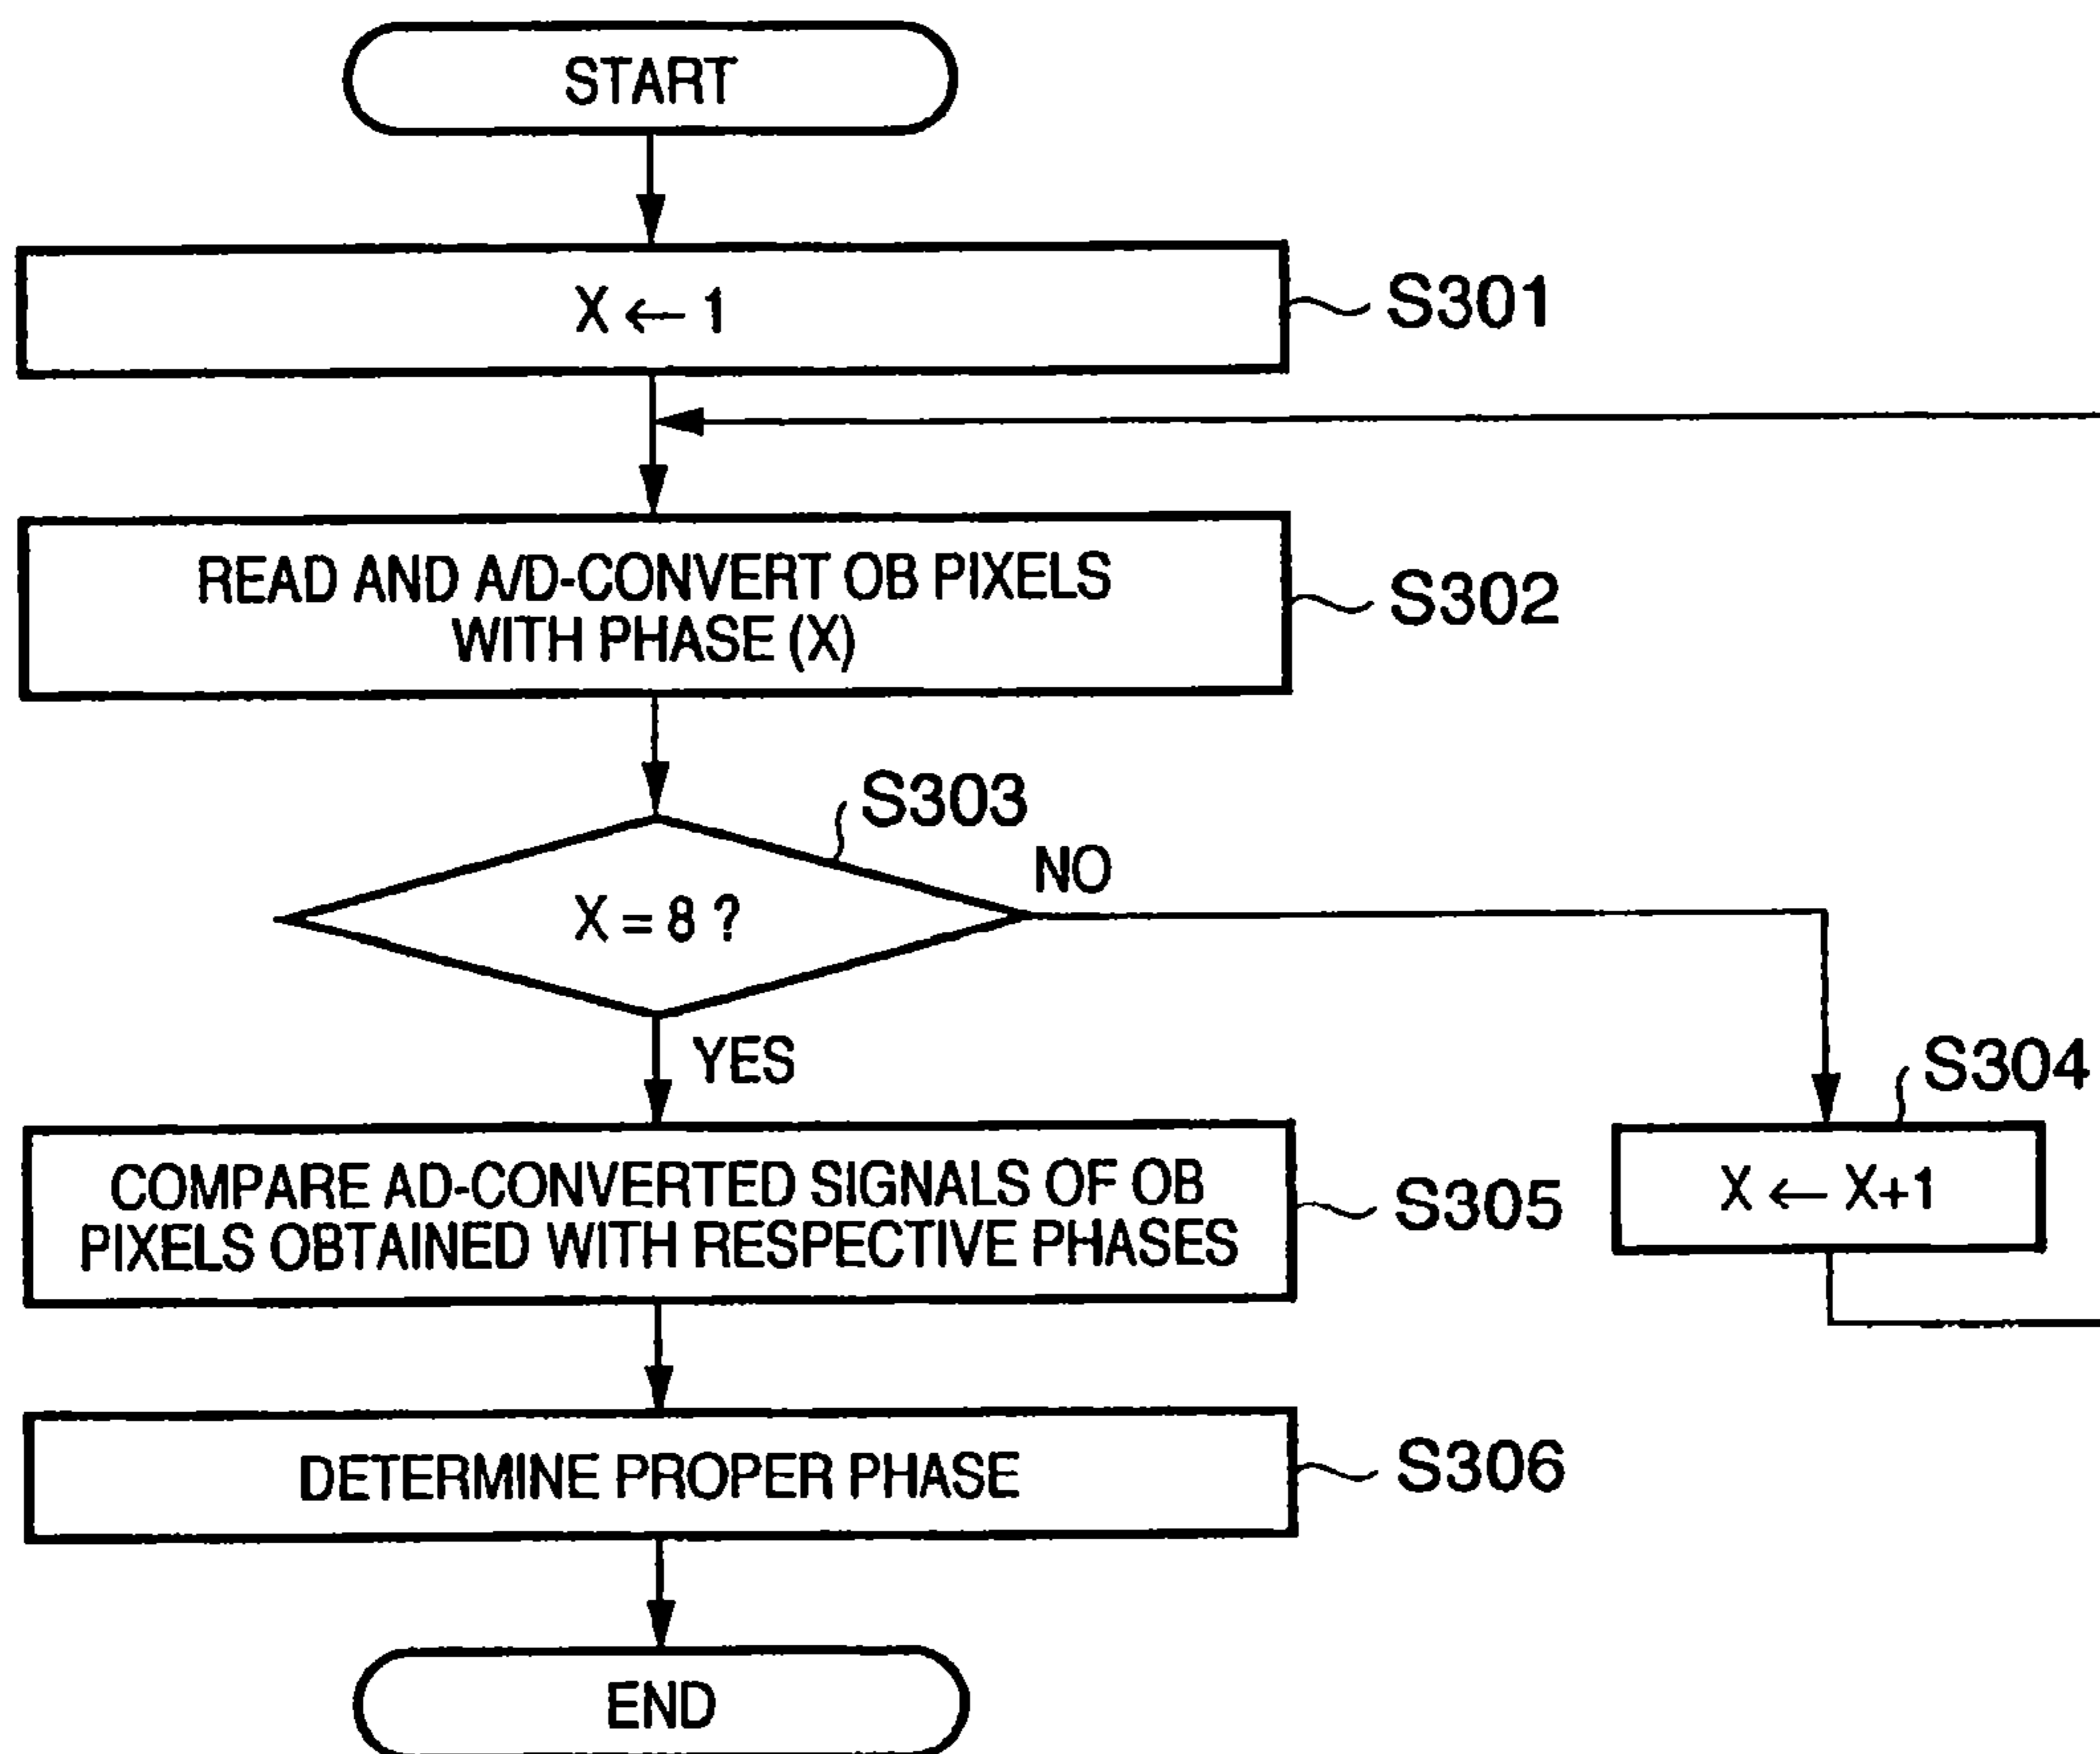 START
X ← 1
S301
READ AND A/D-CONVERT OB PIXELS
WITH PHASE (X)
S302
S303
X = 8 ?
NO
YES
S304
X ← X+1
COMPARE AD-CONVERTED SIGNALS OF OB
PIXELS OBTAINED WITH RESPECTIVE PHASES
S305
DETERMINE PROPER PHASE
S306
END